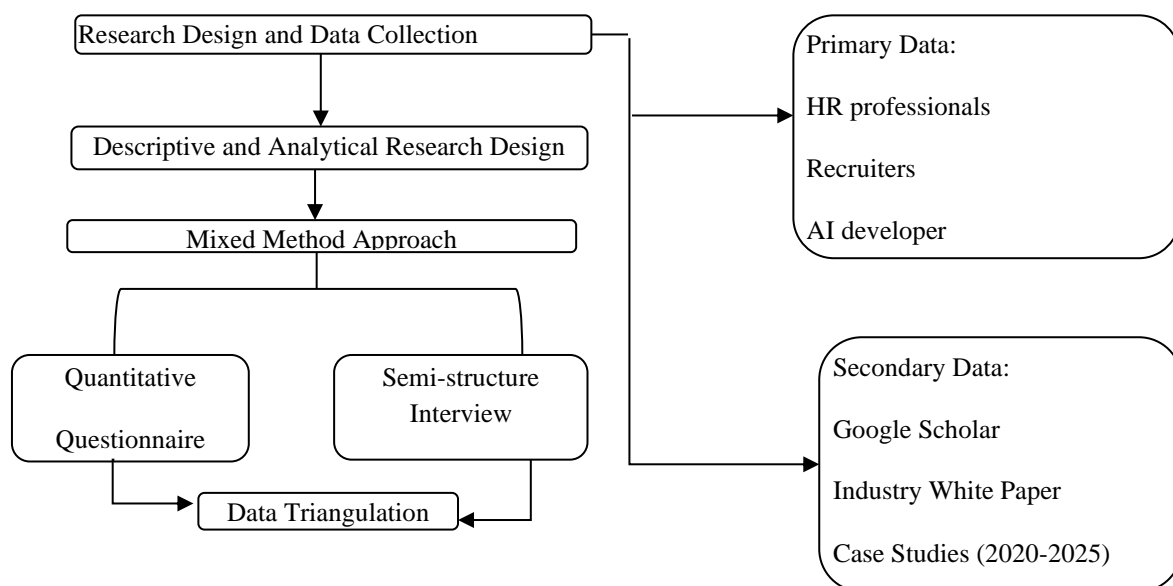 Research Design and Data Collection
Descriptive and Analytical Research Design
Mixed Method Approach
Quantitative
Questionnaire
Semi-structure
Interview
Data Triangulation
Primary Data:
HR professionals
Recruiters
AI developer
Secondary Data:
Google Scholar
Industry White Paper
Case Studies (2020-2025)